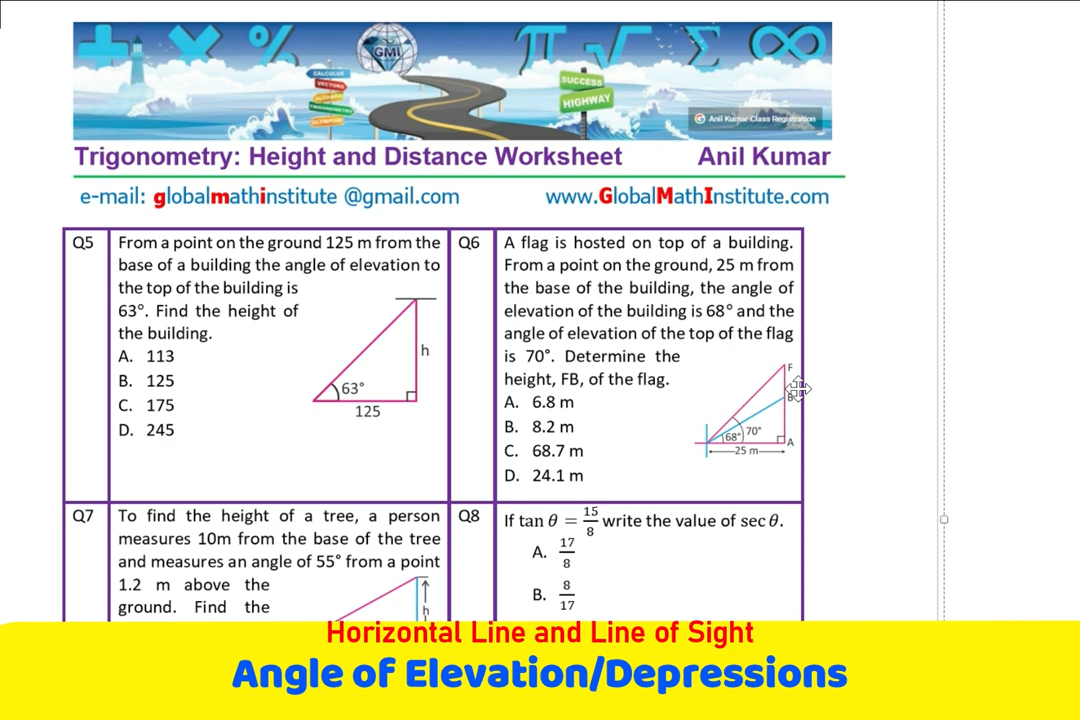 GMI
CALCULUS
VECTORS
TRIGONOMETRY
SUCCESS
HIGHWAY
Anil Kumar Class Registration
Trigonometry: Height and Distance Worksheet Anil Kumar
e-mail: globalmathinstitute @gmail.com www.GlobalMathInstitute.com
Q5
From a point on the ground 125 m from the
base of a building the angle of elevation to
the top of the building is
63°. Find the height of
the building.
A. 113
B. 125
C. 175
D. 245
h
63°
125
Q6
A flag is hosted on top of a building.
From a point on the ground, 25 m from
the base of the building, the angle of
elevation of the building is 68° and the
angle of elevation of the top of the flag
is 70°. Determine the
height, FB, of the flag.
A. 6.8 m
B. 8.2 m
C. 68.7 m
D. 24.1 m
F
B
70°
68°
A
25 m
Q7
To find the height of a tree, a person
measures 10m from the base of the tree
and measures an angle of 55° from a point
1.2 m above the
ground. Find the
h
Q8
If tan θ = 15/8 write the value of sec θ.
A. 17/8
B. 8/17
Horizontal Line and Line of Sight
Angle of Elevation/Depressions